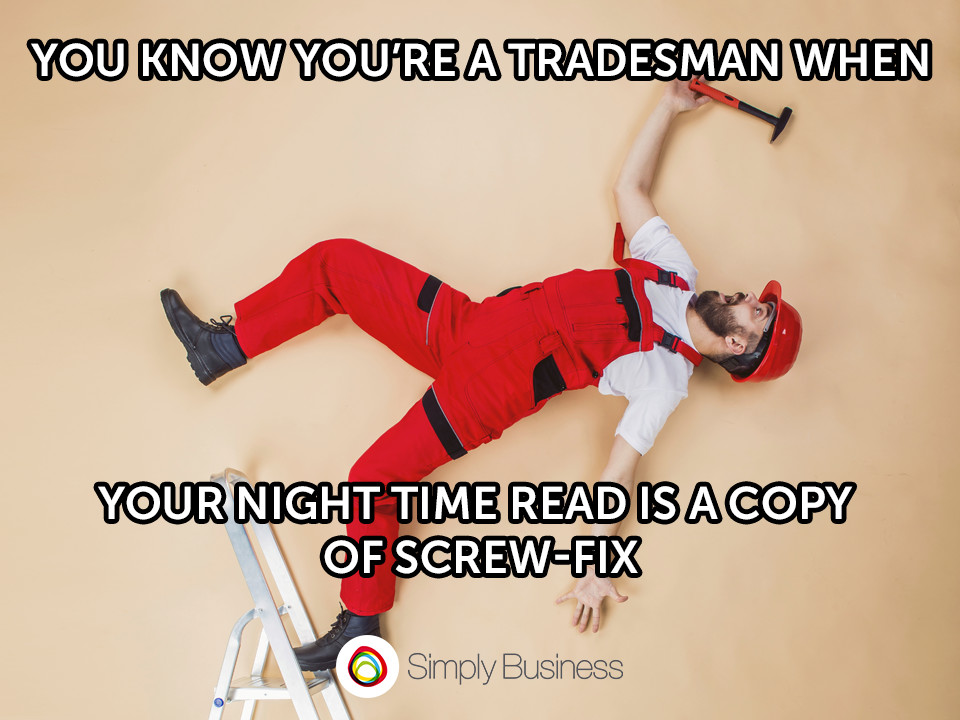 YOU KNOW YOU'RE A TRADESMAN WHEN
YOUR NIGHT TIME READ IS A COPY
OF SCREW-FIX
Simply Business